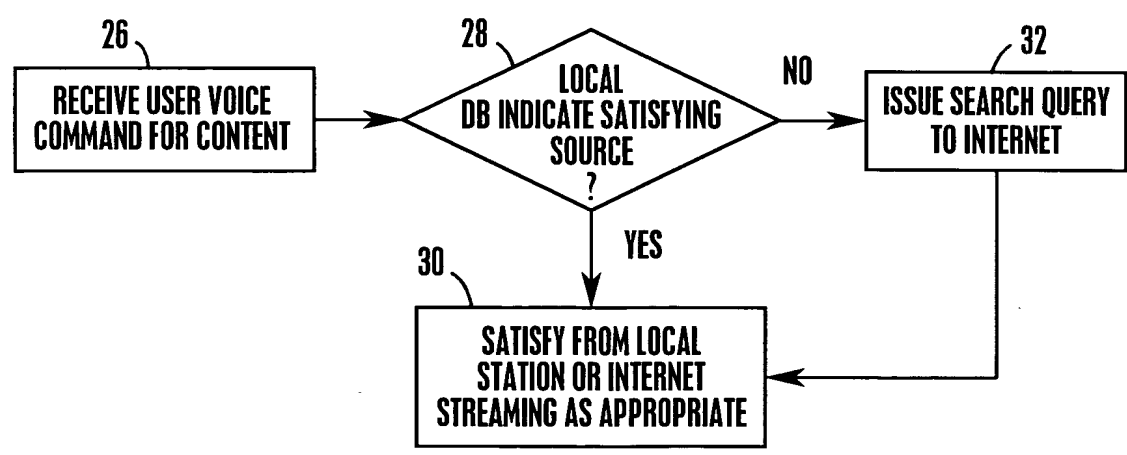 26
RECEIVE USER VOICE
COMMAND FOR CONTENT
28
LOCAL
DB INDICATE SATISFYING
SOURCE
?
NO
32
ISSUE SEARCH QUERY
TO INTERNET
YES
30
SATISFY FROM LOCAL
STATION OR INTERNET
STREAMING AS APPROPRIATE